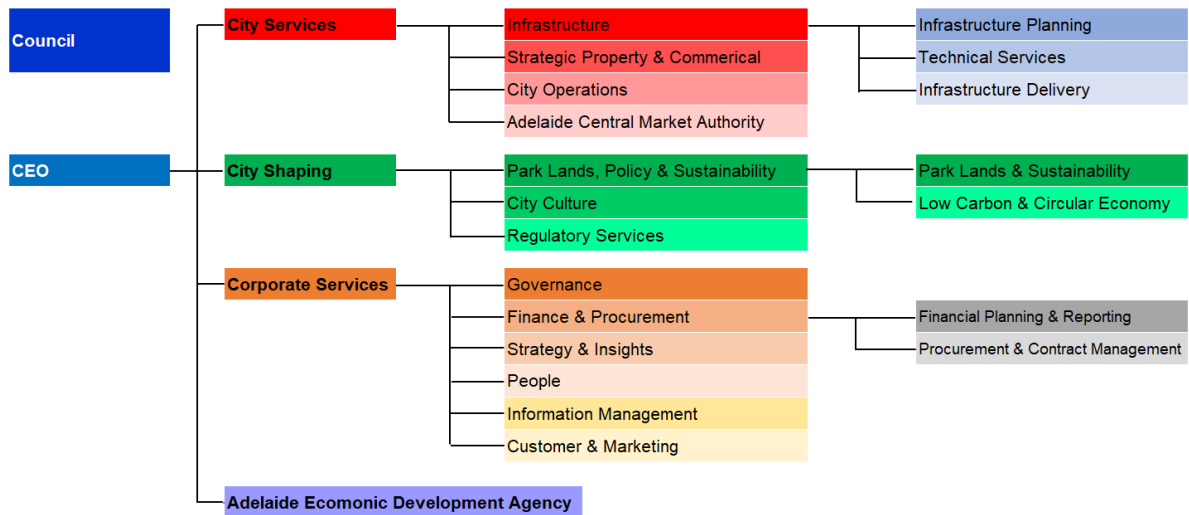 Council
CEO
City Services
Infrastructure
Strategic Property & Commerical
City Operations
Adelaide Central Market Authority
Infrastructure Planning
Technical Services
Infrastructure Delivery
City Shaping
Park Lands, Policy & Sustainability
City Culture
Regulatory Services
Park Lands & Sustainability
Low Carbon & Circular Economy
Corporate Services
Governance
Finance & Procurement
Strategy & Insights
People
Information Management
Customer & Marketing
Financial Planning & Reporting
Procurement & Contract Management
Adelaide Ecomonic Development Agency